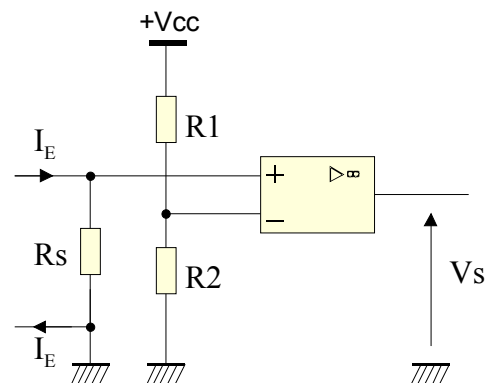 +Vcc
R1
I_E
+
▷∞
−
Rs
R2
Vs
I_E